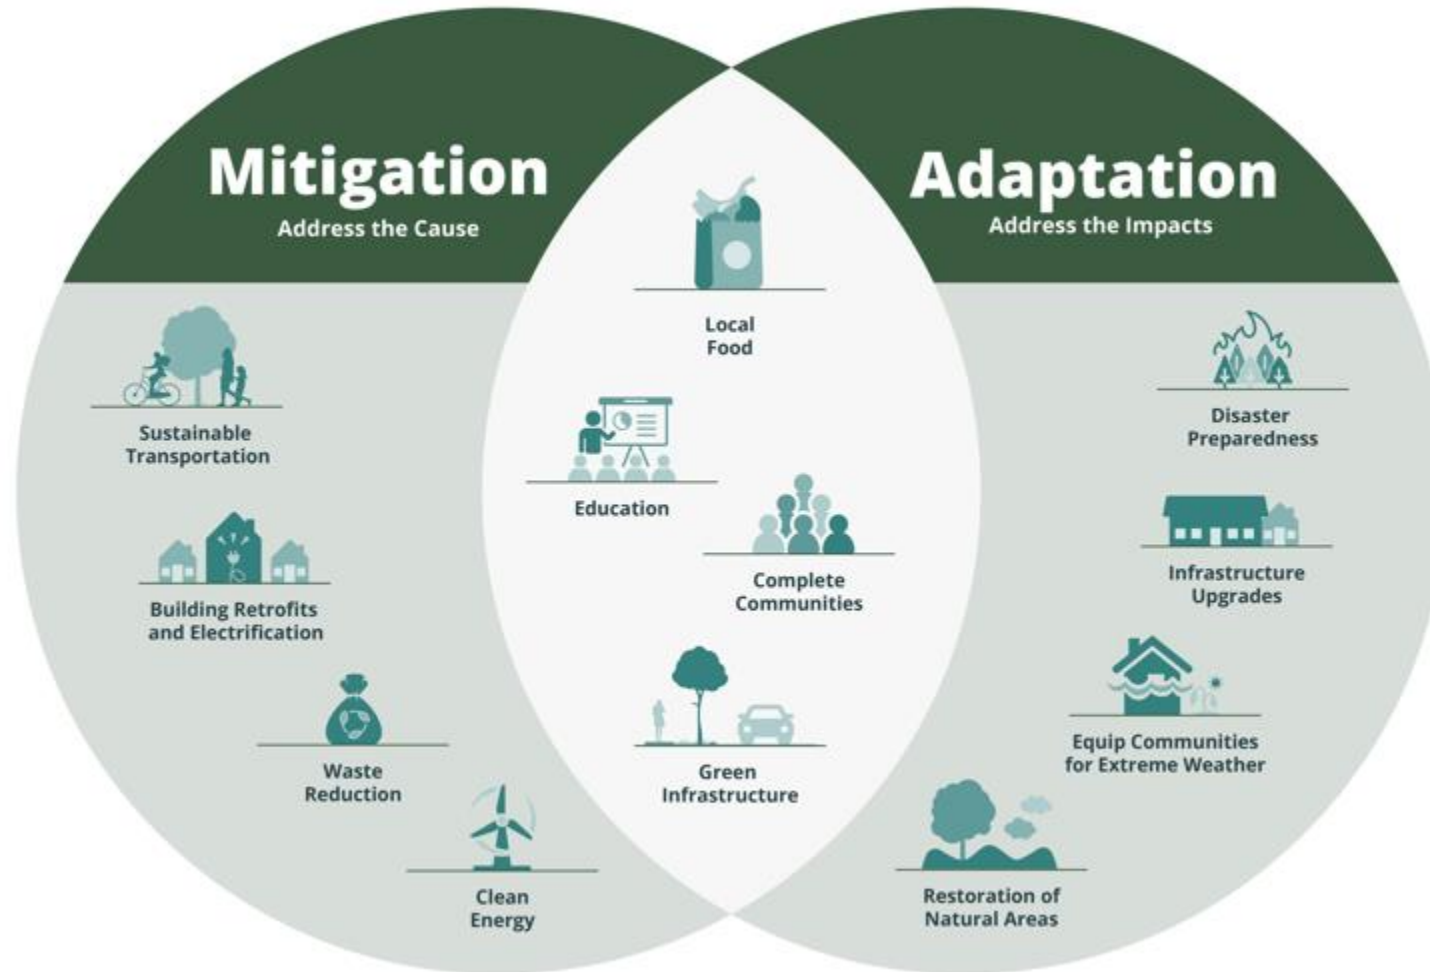 Mitigation
Address the Cause
Sustainable
Transportation
Building Retrofits
and Electrification
Waste
Reduction
Clean
Energy
Local
Food
Education
Complete
Communities
Green
Infrastructure
Adaptation
Address the Impacts
Disaster
Preparedness
Infrastructure
Upgrades
Equip Communities
for Extreme Weather
Restoration of
Natural Areas